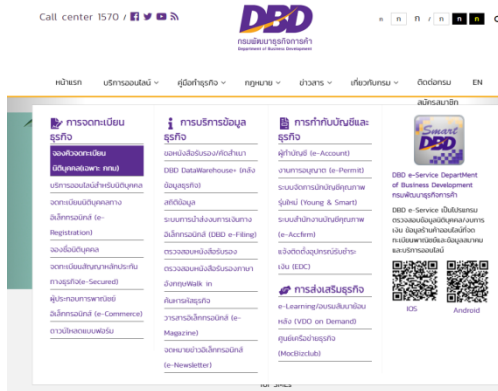 Call center 1570 /
DBD
กรมพัฒนาธุรกิจการค้า
Department of Business Development
ก ก ก / ก ก ก
หน้าแรก บริการออนไลน์ คู่มือทำธุรกิจ กฎหมาย ข่าวสาร เกี่ยวกับกรม ติดต่อกรม EN
สมัครสมาชิก
การจดทะเบียน
ธุรกิจ
จองคิวจดทะเบียน
นิติบุคคล(เฉพาะ กทม)
บริการออนไลน์สำหรับนิติบุคคล
จดทะเบียนนิติบุคคลทาง
อิเล็กทรอนิกส์ (e-
Registration)
จองชื่อนิติบุคคล
จดทะเบียนสัญญาหลักประกัน
ทางธุรกิจ(e-Secured)
ผู้ประกอบการพาณิชย์
อิเล็กทรอนิกส์ (e-Commerce)
ดาวน์โหลดแบบฟอร์ม
การบริการข้อมูล
ธุรกิจ
ขอหนังสือรับรอง/คัดสำเนา
DBD DataWarehouse+ (คลัง
ข้อมูลธุรกิจ)
สถิติข้อมูล
ระบบการนำส่งงบการเงินทาง
อิเล็กทรอนิกส์ (DBD e-Filing)
ตรวจสอบหนังสือรับรอง
ตรวจสอบหนังสือรับรองภาษา
อังกฤษWalk in
ค้นหารหัสธุรกิจ
วารสารอิเล็กทรอนิกส์ (e-
Magazine)
จดหมายข่าวอิเล็กทรอนิกส์
(e-Newsletter)
การกำกับบัญชีและ
ธุรกิจ
ผู้ทำบัญชี (e-Account)
งานการอนุญาต (e-Permit)
ระบบจัดการนักบัญชีคุณภาพ
รุ่นใหม่ (Young & Smart)
ระบบสำนักงานบัญชีคุณภาพ
(e-Accfirm)
แจ้งติดตั้งอุปกรณ์รับชำระ
เงิน (EDC)
การส่งเสริมธุรกิจ
e-Learning/อบรมสัมมนาย้อน
หลัง (VDO on Demand)
ศูนย์เครือข่ายธุรกิจ
(MocBizclub)
Smart
DBD
DBD e-Service DepartMent
of Business Development
กรมพัฒนาธุรกิจการค้า
DBD e-Service เป็นโปรแกรม
ตรวจสอบข้อมูลนิติบุคคล/งบการ
เงิน ข้อมูลร้านค้าออนไลน์ที่จด
ทะเบียนพาณิชย์และข้อมูลสมาคม
และบริการออนไลน์
IOS Android
for SMEs